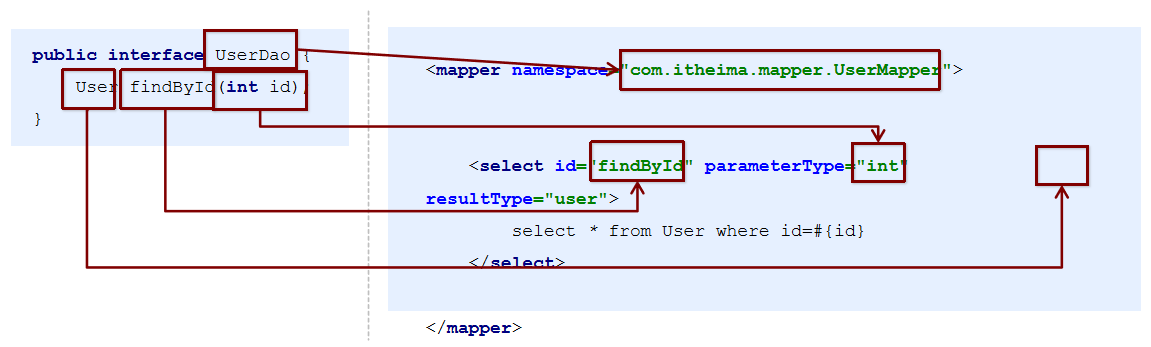 public interface UserDao {
User findById(int id);
}
<mapper namespace="com.itheima.mapper.UserMapper">
<select id="findById" parameterType="int"
resultType="user">
select * from User where id=#{id}
</select>
</mapper>